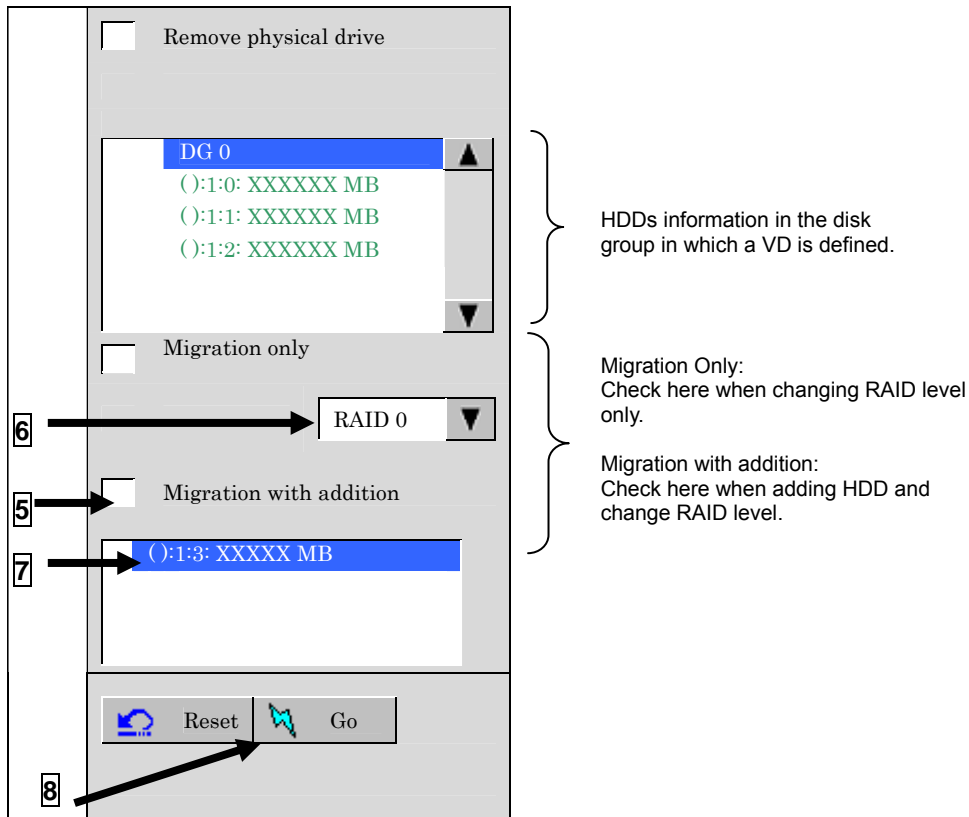 Remove physical drive
DG 0
( ):1:0: XXXXXX MB
( ):1:1: XXXXXX MB
( ):1:2: XXXXXX MB
HDDs information in the disk
group in which a VD is defined.
Migration only
Migration Only:
Check here when changing RAID level
only.
6
RAID 0
Migration with addition:
Check here when adding HDD and
change RAID level.
5
Migration with addition
7
( ):1:3: XXXXX MB
Reset
Go
8